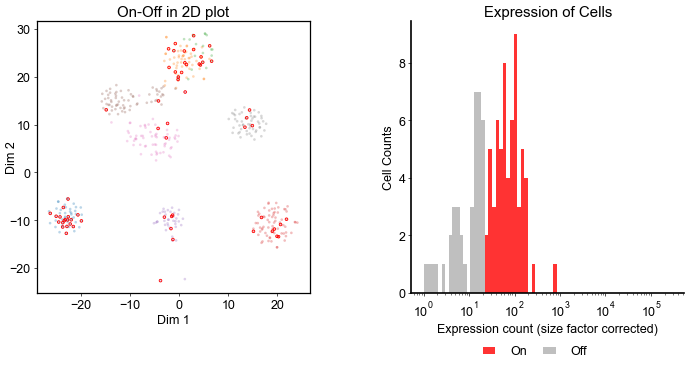 On-Off in 2D plot
Expression of Cells
30
20
10
0
−10
−20
Dim 2
−20
−10
0
10
20
Dim 1
8
6
4
2
0
Cell Counts
10^0
10^1
10^2
10^3
10^4
10^5
Expression count (size factor corrected)
On
Off